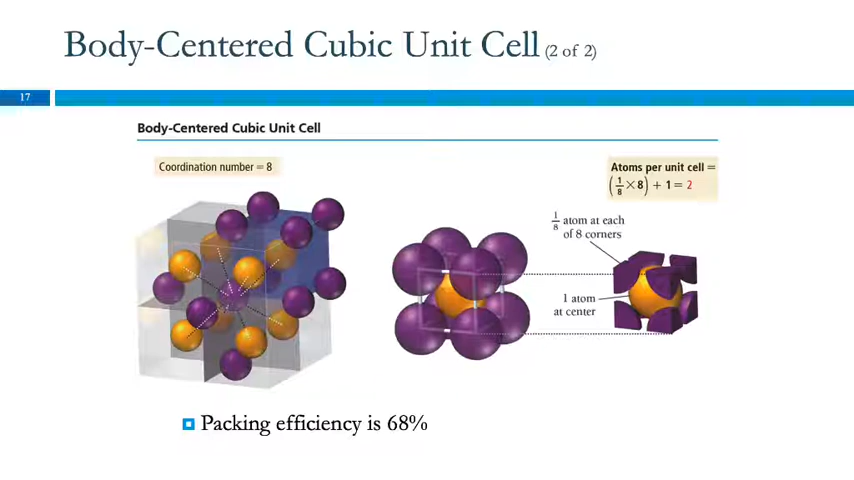 Body-Centered Cubic Unit Cell (2 of 2)
17
Body-Centered Cubic Unit Cell
Coordination number = 8
Atoms per unit cell =
(1/8 × 8) + 1 = 2
1/8 atom at each
of 8 corners
1 atom
at center
Packing efficiency is 68%